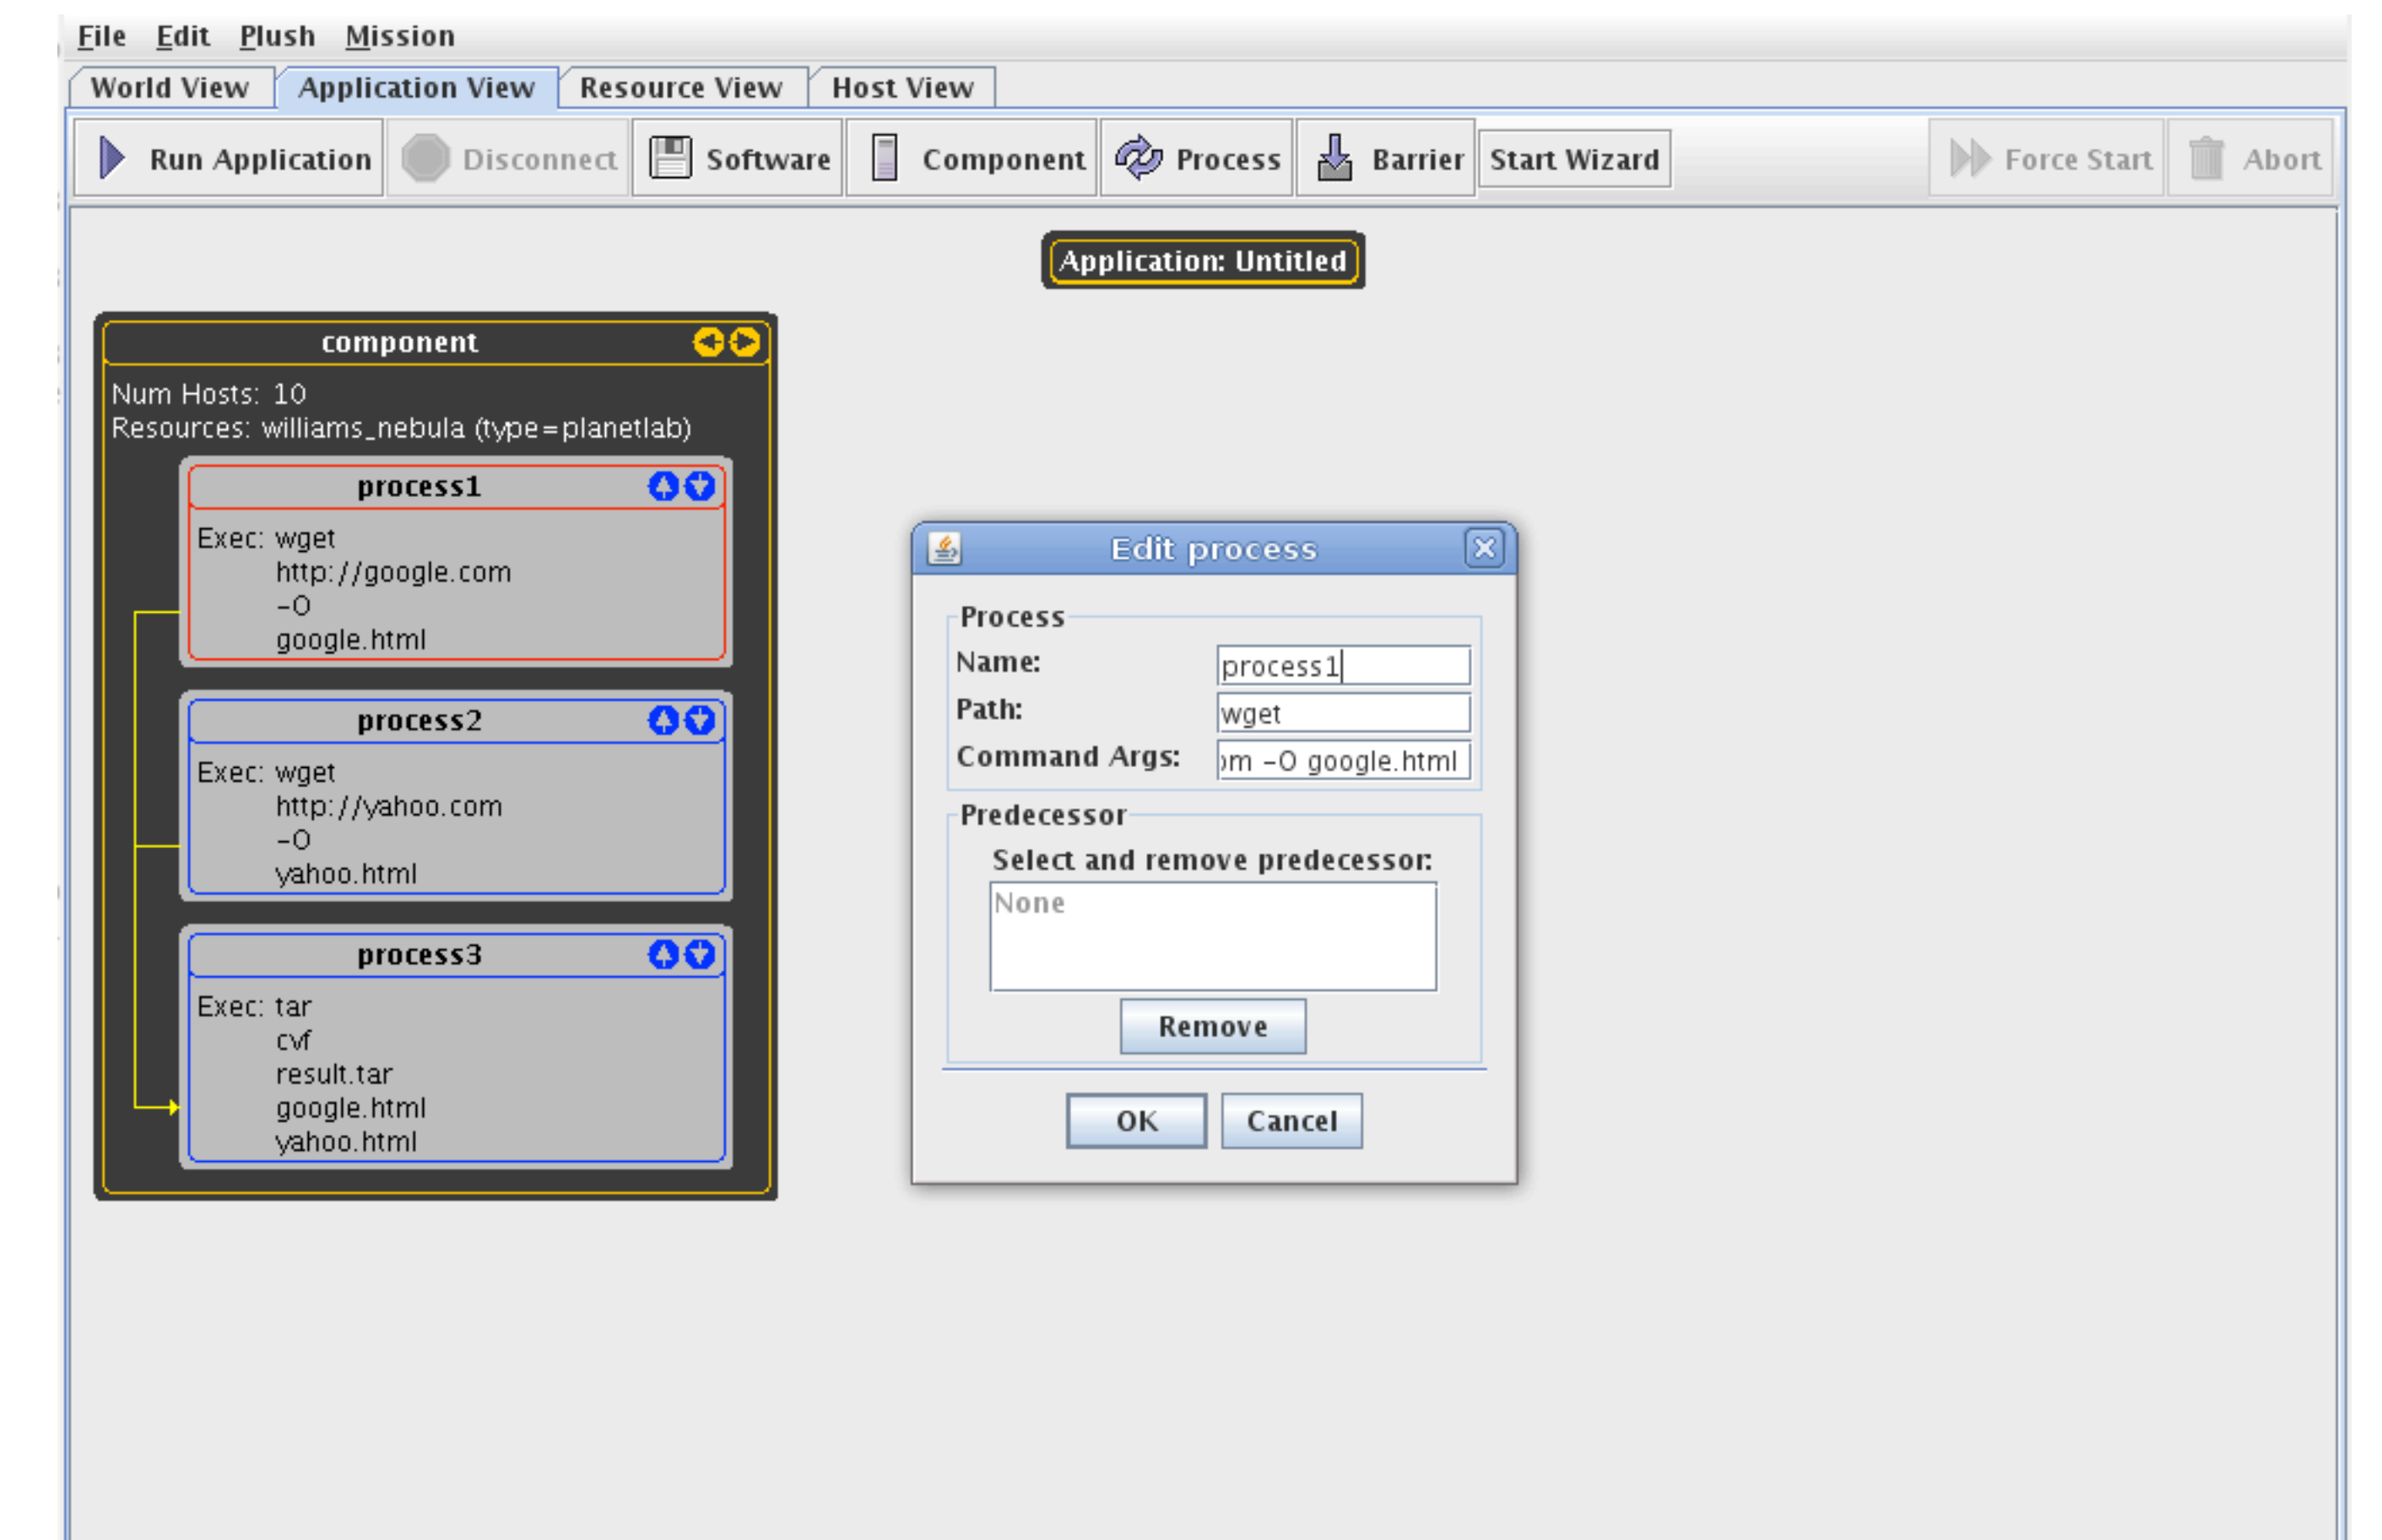 File Edit Plush Mission
World View Application View Resource View Host View
Run Application Disconnect Software Component Process Barrier Start Wizard Force Start Abort
Application: Untitled
component
Num Hosts: 10
Resources: williams_nebula (type=planetlab)
process1
Exec: wget
http://google.com
-O
google.html
process2
Exec: wget
http://yahoo.com
-O
yahoo.html
process3
Exec: tar
cvf
result.tar
google.html
yahoo.html
Edit process
Process
Name: process1
Path: wget
Command Args: om -O google.html
Predecessor
Select and remove predecessor:
None
Remove
OK Cancel